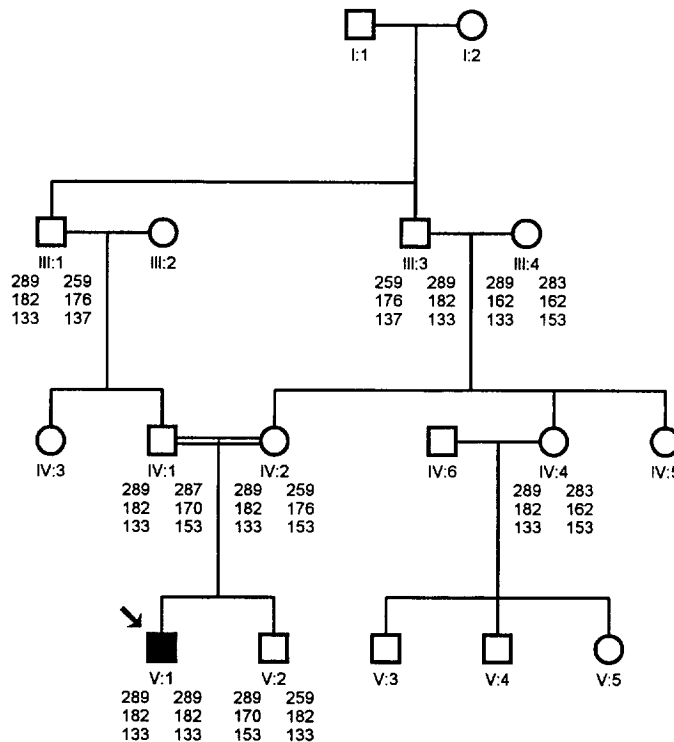 I:1 I:2
III:1 III:2 III:3 III:4
289 259 259 289 289 283
182 176 176 182 162 162
133 137 137 133 133 153
IV:3 IV:1 IV:2 IV:6 IV:4 IV:5
289 287 289 259 289 283
182 170 182 176 182 162
133 153 133 153 133 153
V:1 V:2 V:3 V:4 V:5
289 289 289 259
182 182 170 182
133 133 153 133